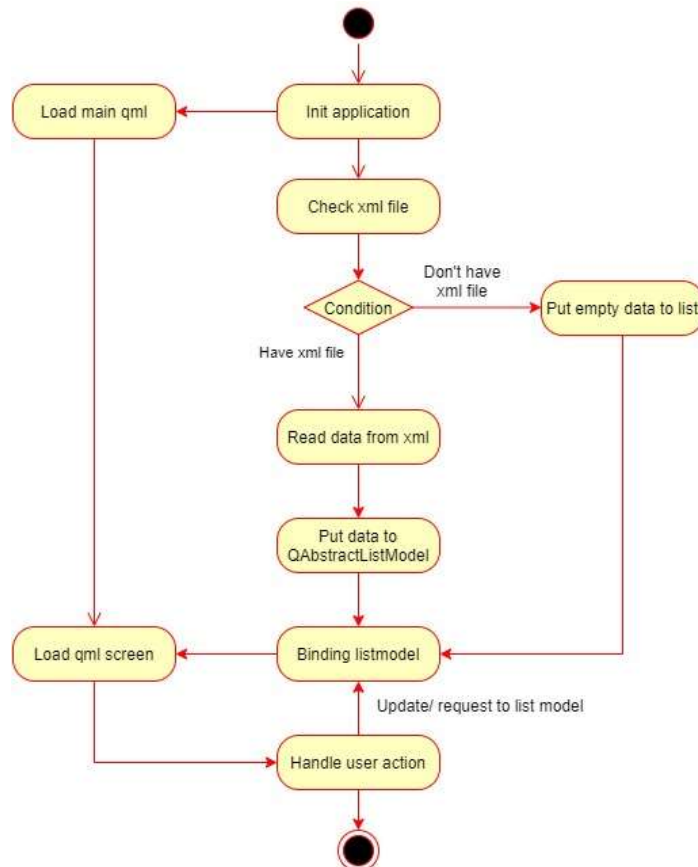 Load main qml
Init application
Check xml file
Don't have
xml file
Condition
Put empty data to list
Have xml file
Read data from xml
Put data to
QAbstractListModel
Load qml screen
Binding listmodel
Update/ request to list model
Handle user action